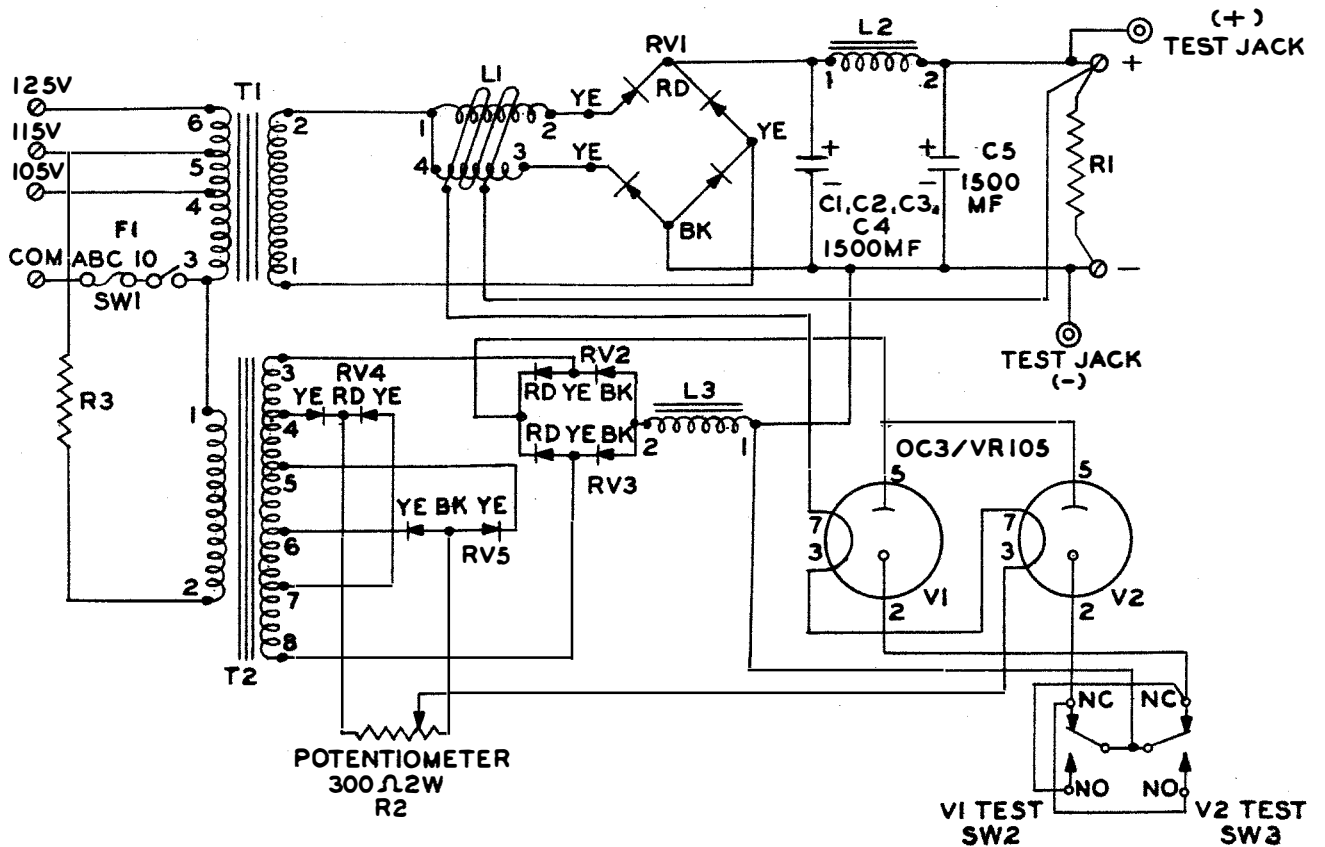 (+)
TEST JACK
L2
RV1
1
2
+
125V
T1
L1
YE
RD
6
2
1
2
YE
115V
5
YE
4
3
+
+
C5
1500
MF
R1
105V
4
F1
−
−
C1, C2, C3,
C4
1500MF
BK
COM
ABC 10
3
1
−
SW1
TEST JACK
(-)
3
RV4
YE RD YE
RV2
RD YE BK
L3
R3
1
4
RD YE BK
2
1
OC3/VR105
5
RV3
5
5
YE BK YE
7
7
6
RV5
3
3
2
7
2
V1
2
V2
8
T2
NC
NC
POTENTIOMETER
300 Ω 2W
R2
NO
NO
V1 TEST
SW2
V2 TEST
SW3